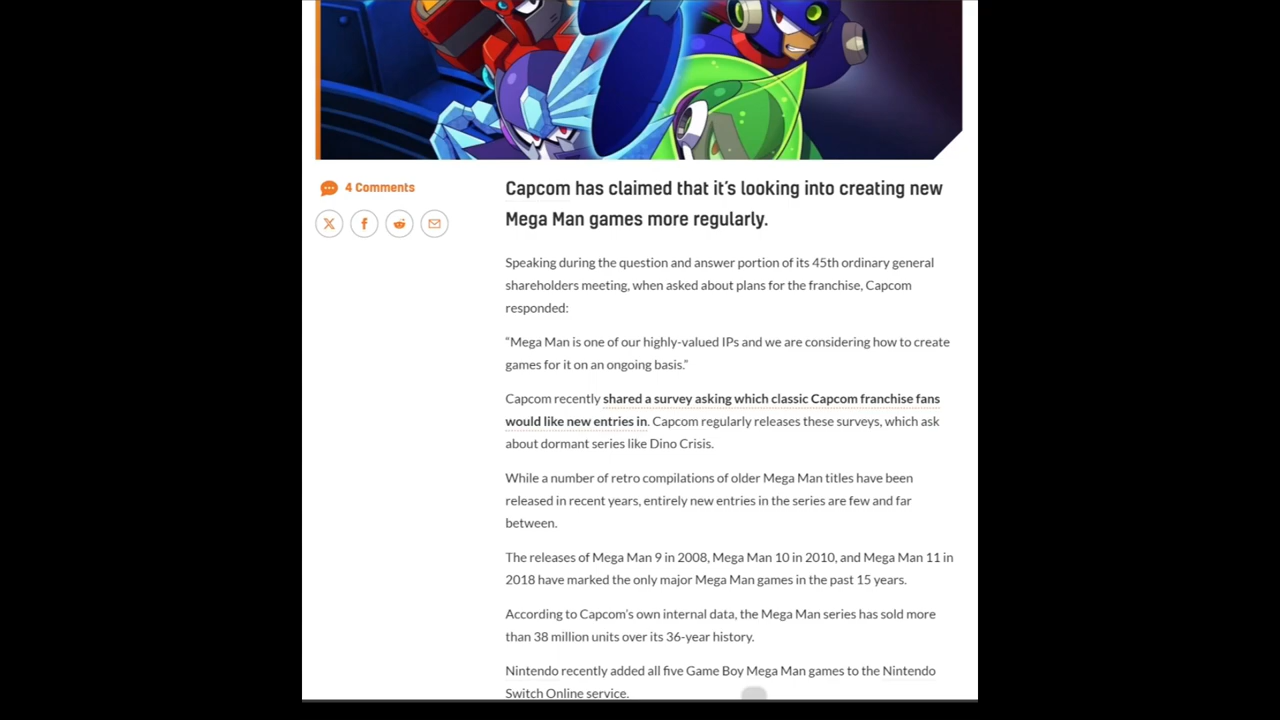 4 Comments
Capcom has claimed that it’s looking into creating new
Mega Man games more regularly.
Speaking during the question and answer portion of its 45th ordinary general
shareholders meeting, when asked about plans for the franchise, Capcom
responded:
“Mega Man is one of our highly-valued IPs and we are considering how to create
games for it on an ongoing basis.”
Capcom recently shared a survey asking which classic Capcom franchise fans
would like new entries in. Capcom regularly releases these surveys, which ask
about dormant series like Dino Crisis.
While a number of retro compilations of older Mega Man titles have been
released in recent years, entirely new entries in the series are few and far
between.
The releases of Mega Man 9 in 2008, Mega Man 10 in 2010, and Mega Man 11 in
2018 have marked the only major Mega Man games in the past 15 years.
According to Capcom’s own internal data, the Mega Man series has sold more
than 38 million units over its 36-year history.
Nintendo recently added all five Game Boy Mega Man games to the Nintendo
Switch Online service.